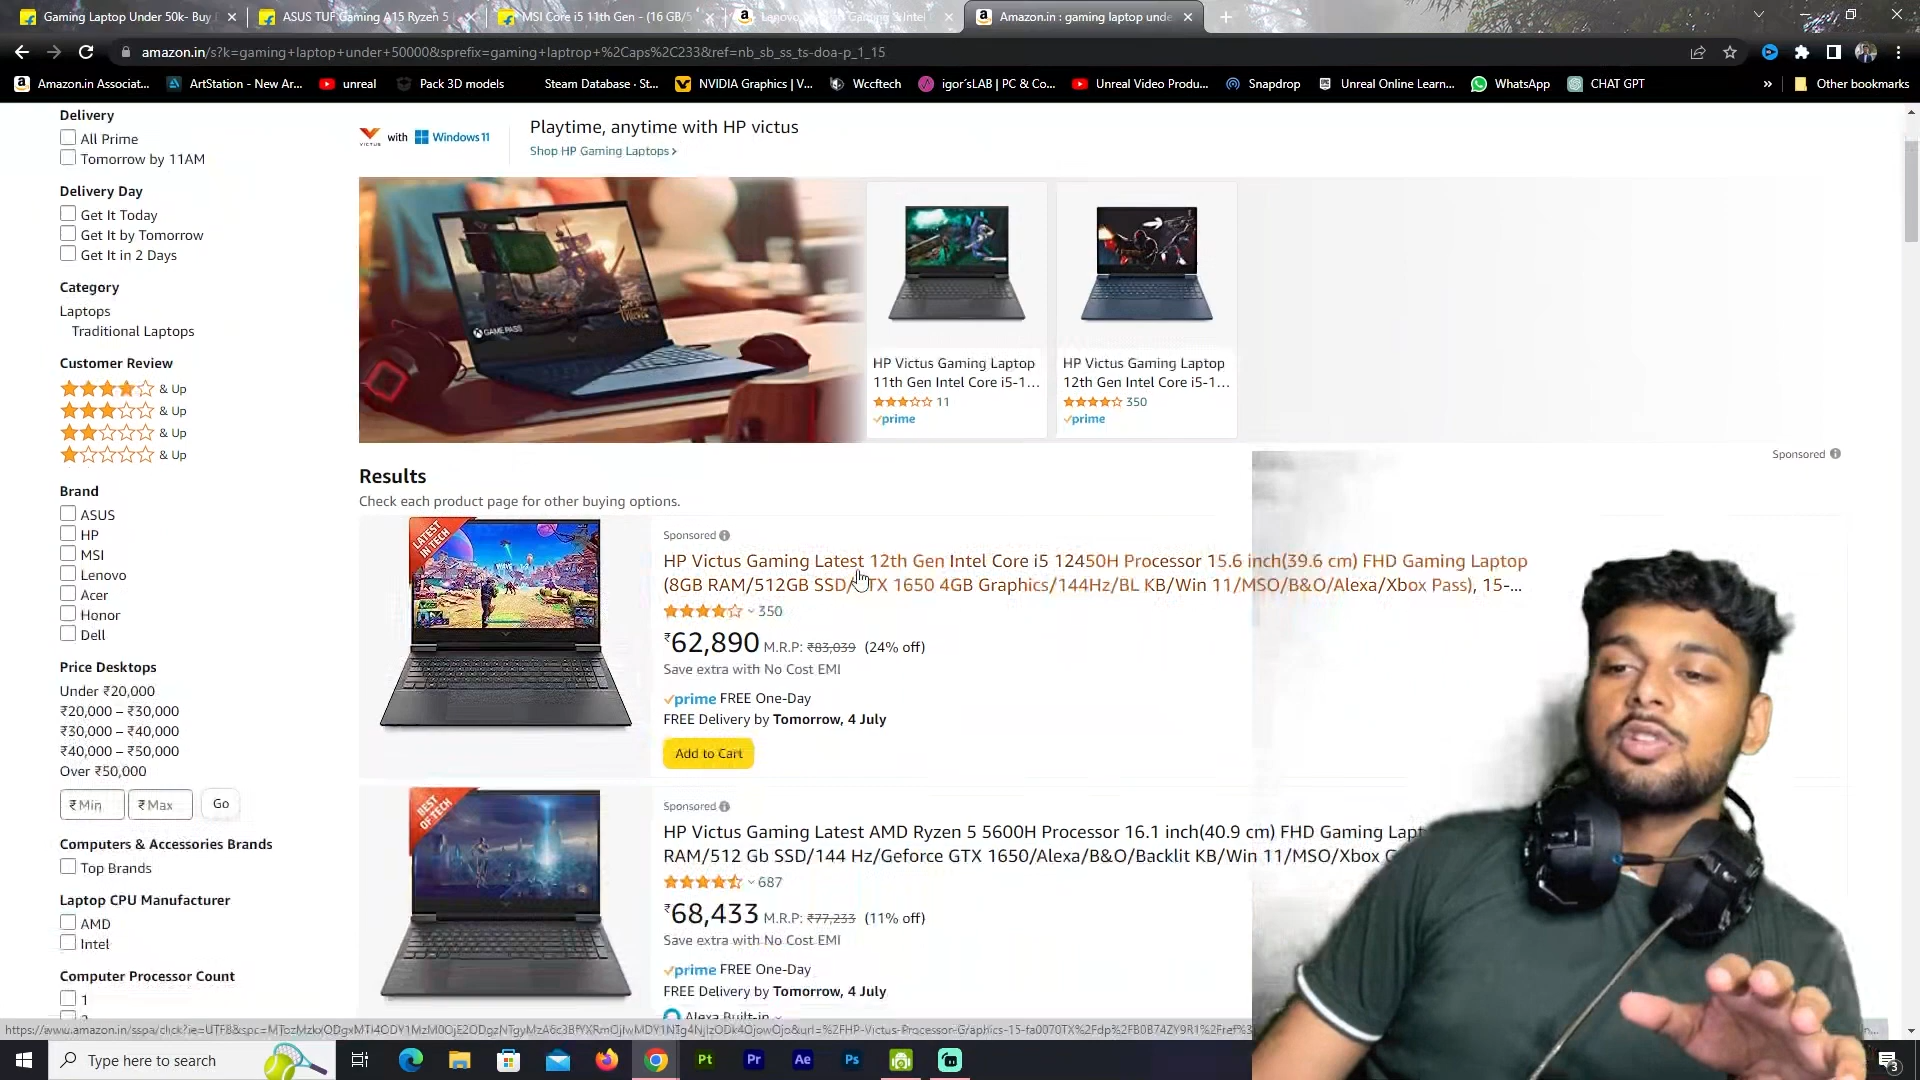 Gaming Laptop Under 50k- Buy
ASUS TUF Gaming A15 Ryzen 5
MSI Core i5 11th Gen - (16 GB/5
Lenovo
Amazon.in : gaming laptop unde
amazon.in/s?k=gaming+laptop+under+50000&sprefix=gaming+laptrop+%2Caps%2C233&ref=nb_sb_ss_ts-doa-p_1_15
Amazon.in Associat...
ArtStation - New Ar...
unreal
Pack 3D models
Steam Database · St...
NVIDIA Graphics | V...
Wccftech
igor´sLAB | PC & Co...
Unreal Video Produ...
Snapdrop
Unreal Online Learn...
WhatsApp
CHAT GPT
»
Other bookmarks
Delivery
All Prime
Tomorrow by 11AM
Delivery Day
Get It Today
Get It by Tomorrow
Get It in 2 Days
Category
Laptops
Traditional Laptops
Customer Review
& Up
& Up
& Up
& Up
Brand
ASUS
HP
MSI
Lenovo
Acer
Honor
Dell
Price Desktops
Under ₹20,000
₹20,000 – ₹30,000
₹30,000 – ₹40,000
₹40,000 – ₹50,000
Over ₹50,000
₹ Min
₹ Max
Go
Computers & Accessories Brands
Top Brands
Laptop CPU Manufacturer
AMD
Intel
Computer Processor Count
1
VICTUS
with Windows 11
Playtime, anytime with HP victus
Shop HP Gaming Laptops ›
GAME PASS
HP Victus Gaming Laptop
11th Gen Intel Core i5-1...
11
prime
HP Victus Gaming Laptop
12th Gen Intel Core i5-1...
350
prime
Sponsored
Results
Check each product page for other buying options.
LATEST IN TECH
Sponsored
HP Victus Gaming Latest 12th Gen Intel Core i5 12450H Processor 15.6 inch(39.6 cm) FHD Gaming Laptop
(8GB RAM/512GB SSD/ TX 1650 4GB Graphics/144Hz/BL KB/Win 11/MSO/B&O/Alexa/Xbox Pass), 15-...
350
₹62,890 M.R.P: ₹83,039 (24% off)
Save extra with No Cost EMI
prime FREE One-Day
FREE Delivery by Tomorrow, 4 July
Add to Cart
BEST OF TECH
Sponsored
HP Victus Gaming Latest AMD Ryzen 5 5600H Processor 16.1 inch(40.9 cm) FHD Gaming Lapt
RAM/512 Gb SSD/144 Hz/Geforce GTX 1650/Alexa/B&O/Backlit KB/Win 11/MSO/Xbox G
687
₹68,433 M.R.P: ₹77,233 (11% off)
Save extra with No Cost EMI
prime FREE One-Day
FREE Delivery by Tomorrow, 4 July
Alexa Built-in
Type here to search
Pt
Pr
Ae
Ps
3